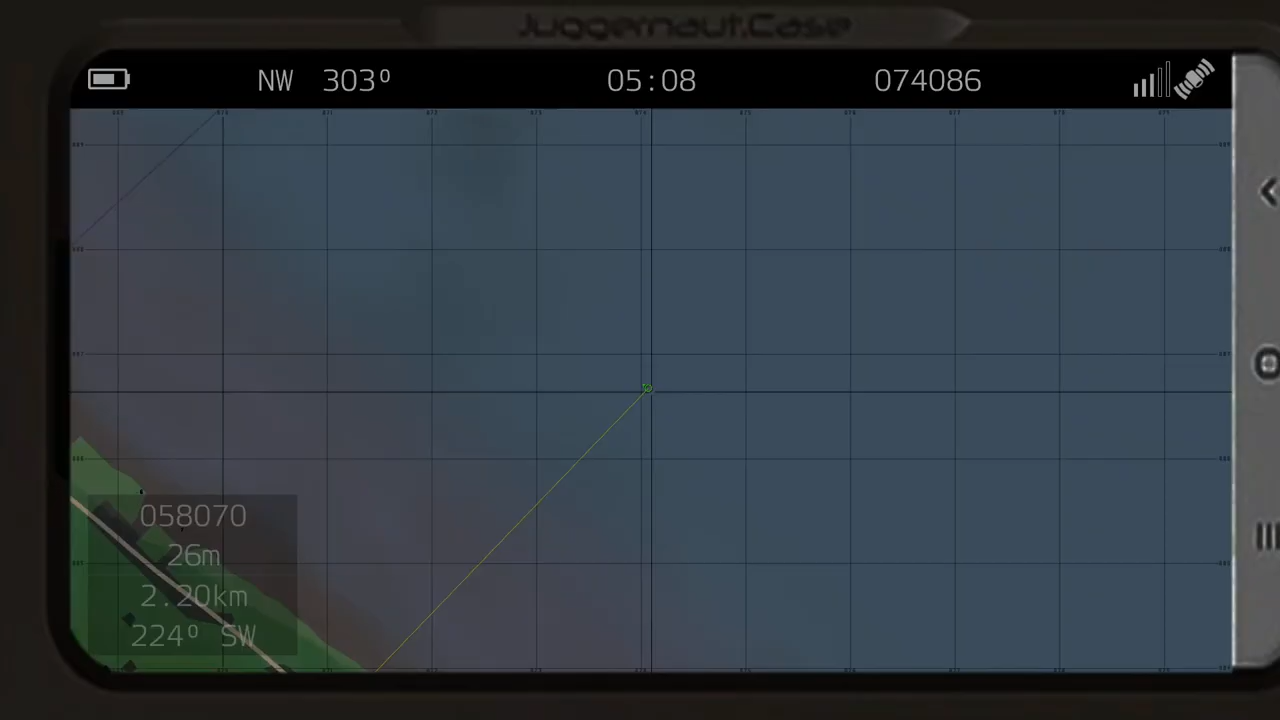 Juggernaut.Case
NW 303º 05:08 074086
058070
26m
2.20km
224º SW